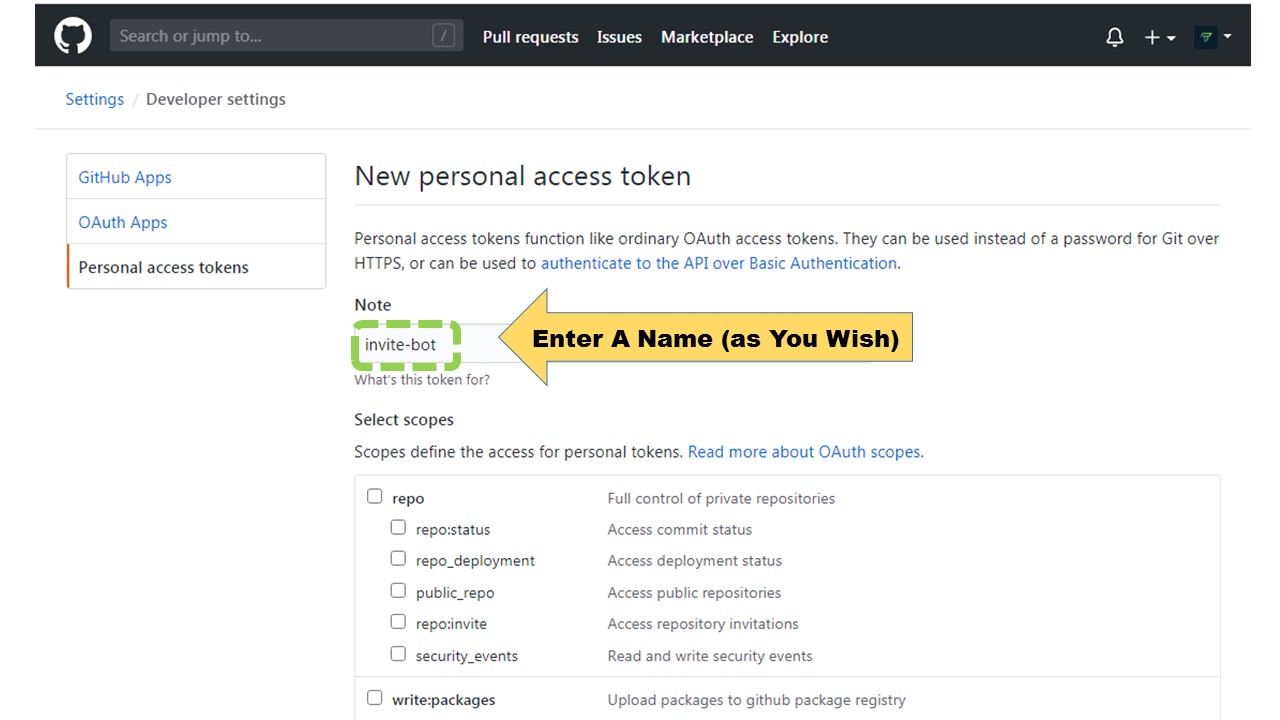 Search or jump to... /
Pull requests Issues Marketplace Explore
Settings / Developer settings
GitHub Apps
OAuth Apps
Personal access tokens
New personal access token
Personal access tokens function like ordinary OAuth access tokens. They can be used instead of a password for Git over
HTTPS, or can be used to authenticate to the API over Basic Authentication.
Note
invite-bot
Enter A Name (as You Wish)
What's this token for?
Select scopes
Scopes define the access for personal tokens. Read more about OAuth scopes.
repo Full control of private repositories
repo:status Access commit status
repo_deployment Access deployment status
public_repo Access public repositories
repo:invite Access repository invitations
security_events Read and write security events
write:packages Upload packages to github package registry